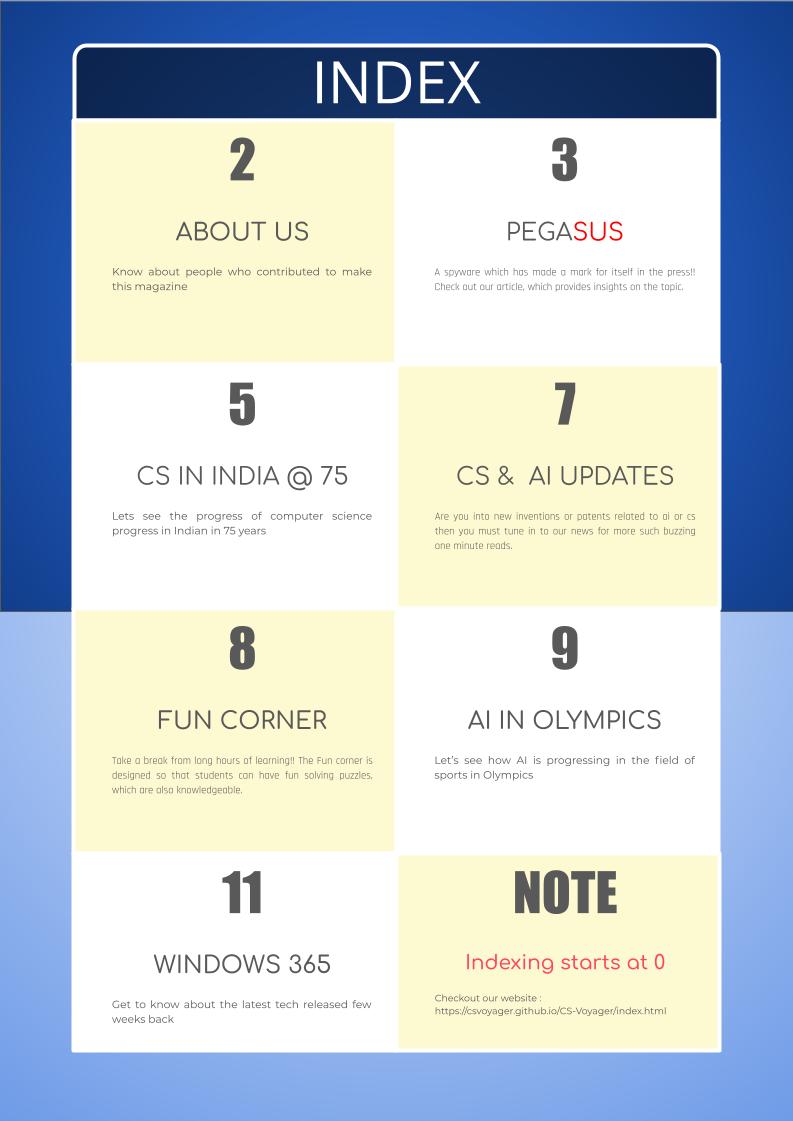 INDEX
2
ABOUT US
Know about people who contributed to make
this magazine
3
PEGASUS
A spyware which has made a mark for itself in the press!!
Check out our article, which provides insights on the topic.
5
CS IN INDIA @ 75
Lets see the progress of computer science
progress in Indian in 75 years
7
CS & AI UPDATES
Are you into new inventions or patents related to ai or cs
then you must tune in to our news for more such buzzing
one minute reads.
8
FUN CORNER
Take a break from long hours of learning!! The Fun corner is
designed so that students can have fun solving puzzles,
which are also knowledgeable.
9
AI IN OLYMPICS
Let's see how AI is progressing in the field of
sports in Olympics
11
WINDOWS 365
Get to know about the latest tech released few
weeks back
NOTE
Indexing starts at 0
Checkout our website :
https://csvoyager.github.io/CS-Voyager/index.html